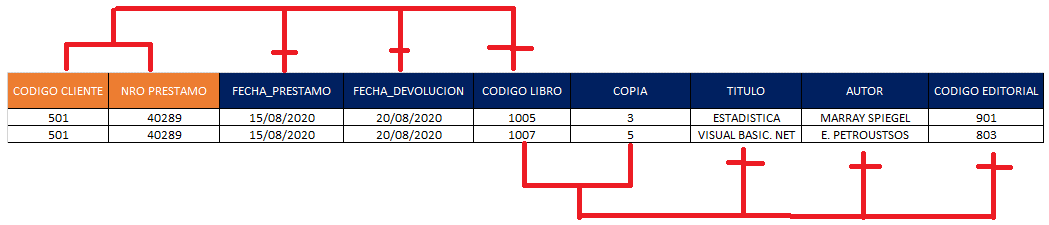 CODIGO CLIENTE NRO PRESTAMO FECHA_PRESTAMO FECHA_DEVOLUCION CODIGO LIBRO COPIA TITULO AUTOR CODIGO EDITORIAL
501 40289 15/08/2020 20/08/2020 1005 3 ESTADISTICA MARRAY SPIEGEL 901
501 40289 15/08/2020 20/08/2020 1007 5 VISUAL BASIC. NET E. PETROUSTSOS 803